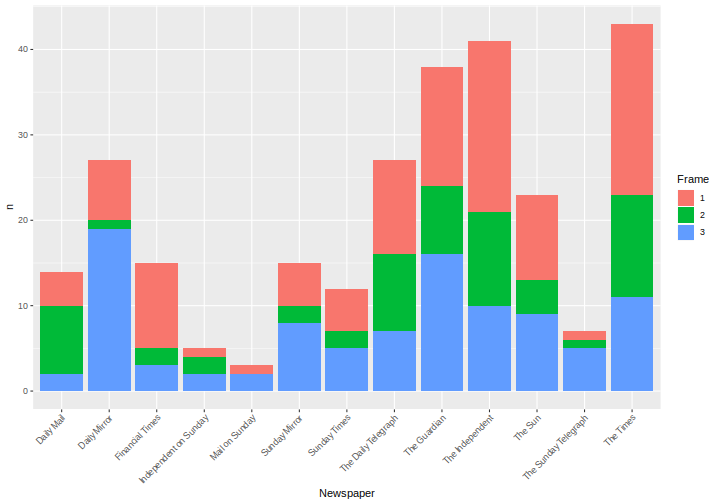 n
40
30
20
10
0
Daily Mail
Daily Mirror
Financial Times
Independent on Sunday
Mail on Sunday
Sunday Mirror
Sunday Times
The Daily Telegraph
The Guardian
The Independent
The Sun
The Sunday Telegraph
The Times
Newspaper
Frame
1
2
3